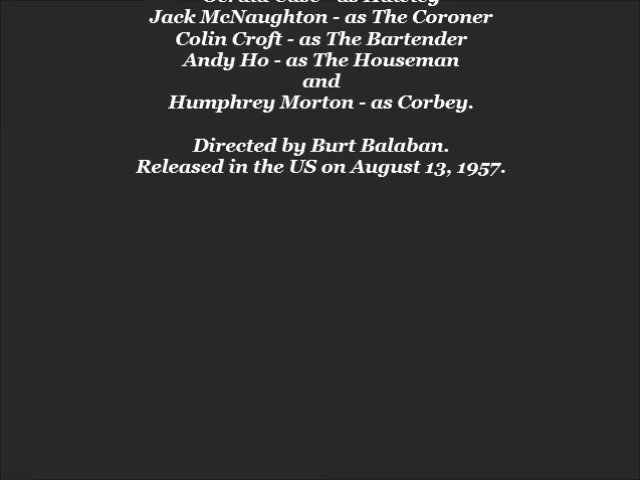 Jack McNaughton - as The Coroner
Colin Croft - as The Bartender
Andy Ho - as The Houseman
and
Humphrey Morton - as Corbey.
Directed by Burt Balaban.
Released in the US on August 13, 1957.